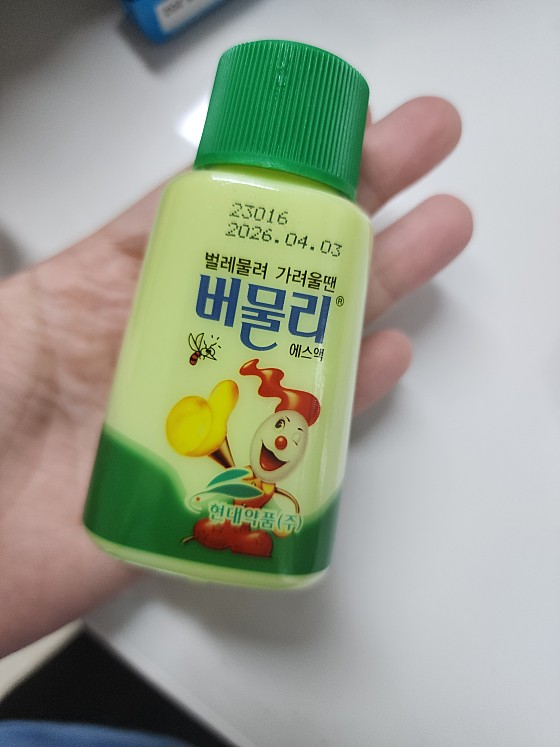 23016
2026.04.03
벌레물려 가려울땐
버물리®
에스액
현대약품(주)